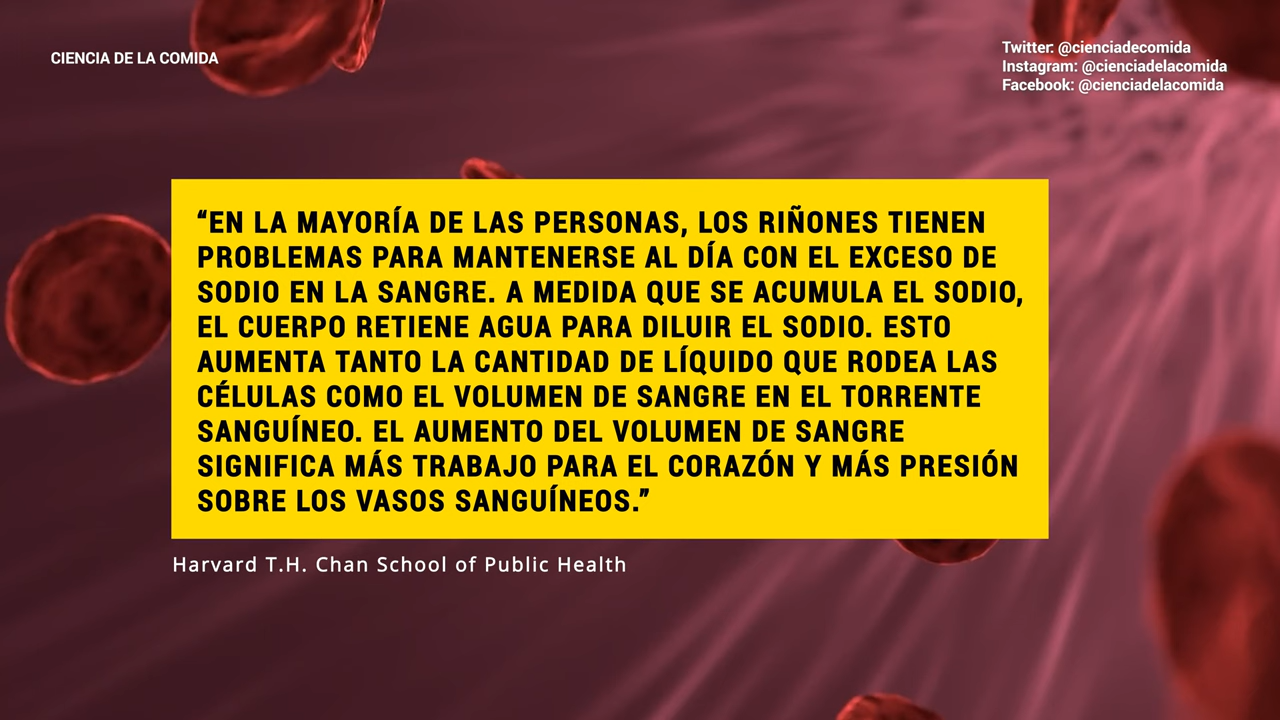 CIENCIA DE LA COMIDA
Twitter: @cienciadecomida
Instagram: @cienciadelacomida
Facebook: @cienciadelacomida
“EN LA MAYORÍA DE LAS PERSONAS, LOS RIÑONES TIENEN
PROBLEMAS PARA MANTENERSE AL DÍA CON EL EXCESO DE
SODIO EN LA SANGRE. A MEDIDA QUE SE ACUMULA EL SODIO,
EL CUERPO RETIENE AGUA PARA DILUIR EL SODIO. ESTO
AUMENTA TANTO LA CANTIDAD DE LÍQUIDO QUE RODEA LAS
CÉLULAS COMO EL VOLUMEN DE SANGRE EN EL TORRENTE
SANGUÍNEO. EL AUMENTO DEL VOLUMEN DE SANGRE
SIGNIFICA MÁS TRABAJO PARA EL CORAZÓN Y MÁS PRESIÓN
SOBRE LOS VASOS SANGUÍNEOS.”
Harvard T.H. Chan School of Public Health